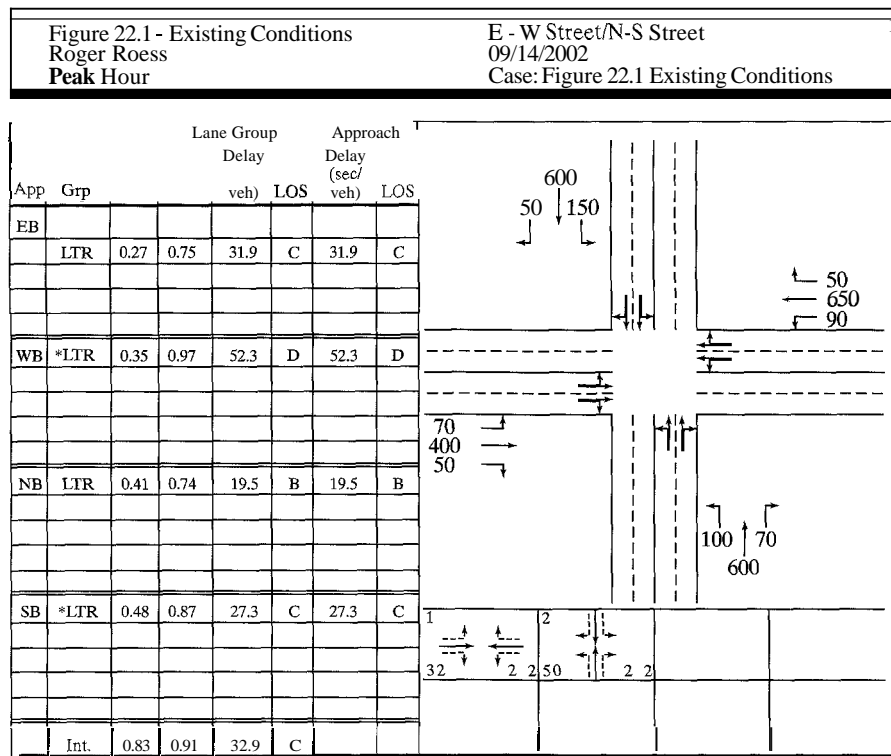 Figure 22.1 - Existing Conditions
Roger Roess
Peak Hour
E - W Street/N-S Street
09/14/2002
Case: Figure 22.1 Existing Conditions
Lane Group Approach
Delay Delay
(sec/
App Grp veh) LOS veh) LOS
EB
LTR 0.27 0.75 31.9 C 31.9 C
WB *LTR 0.35 0.97 52.3 D 52.3 D
NB LTR 0.41 0.74 19.5 B 19.5 B
SB *LTR 0.48 0.87 27.3 C 27.3 C
Int. 0.83 0.91 32.9 C
600
50 150
50
650
90
70
400
50
100 70
600
1 2
32 2 2 50 2 2